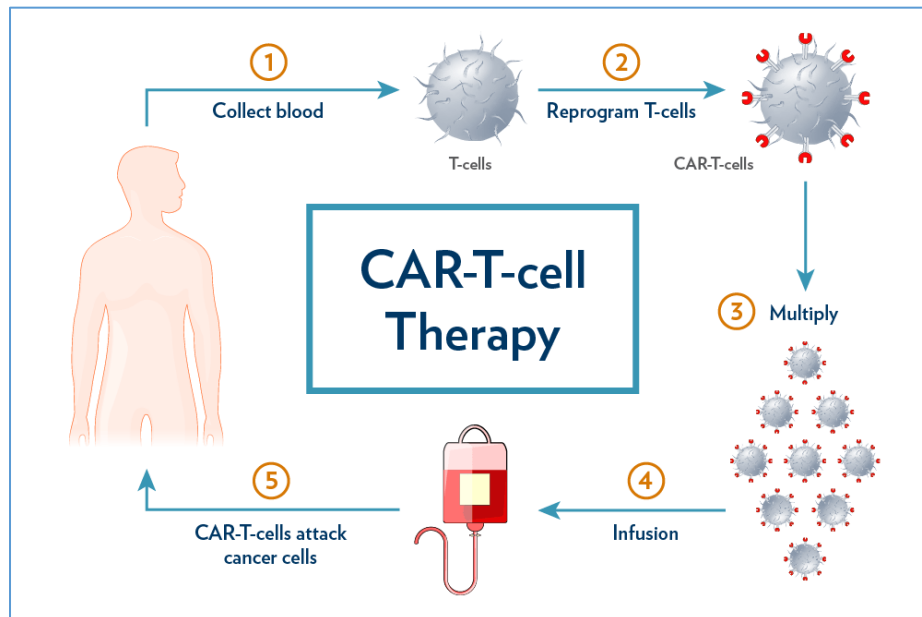 1
Collect blood
T-cells
2
Reprogram T-cells
CAR-T-cells
CAR-T-cell
Therapy
3
Multiply
4
Infusion
5
CAR-T-cells attack
cancer cells